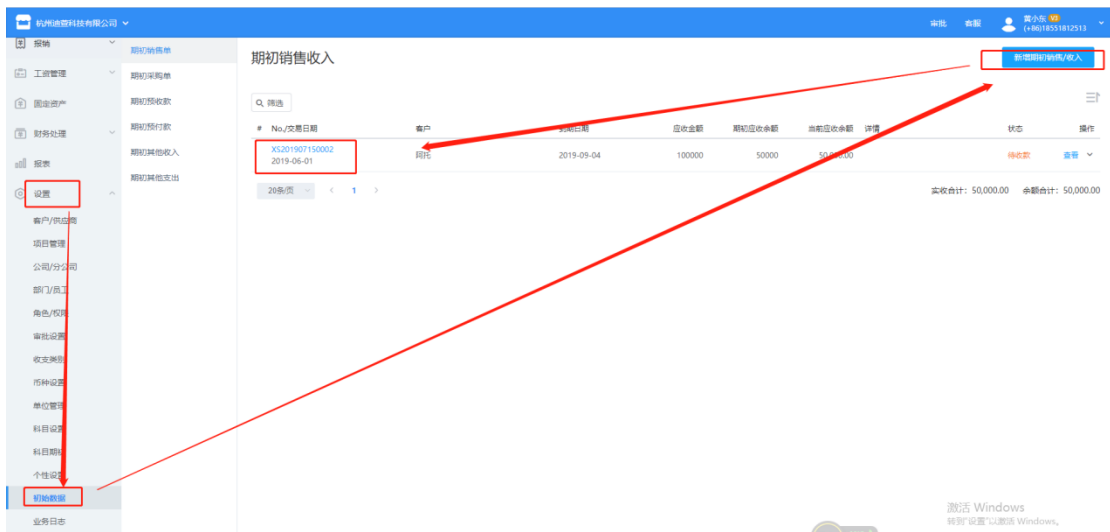 杭州迪壹科技有限公司
审批 客服 黄小东 V3
(+86)18551812513
报销
工资管理
固定资产
财务处理
报表
设置
客户/供应商
项目管理
公司/分公司
部门/员工
角色/权限
审批设置
收支类别
币种设置
单位管理
科目设置
科目期初
个性设置
初始数据
业务日志
期初销售单
期初采购单
期初预收款
期初预付款
期初其他收入
期初其他支出
期初销售收入
新增期初销售/收入
筛选
# No./交易日期 客户 到期日期 应收金额 期初应收余额 当前应收余额 详情 状态 操作
XS201907150002
2019-06-01
阿托 2019-09-04 100000 50000 50,000.00 待收款 查看
20条/页 < 1 >
实收合计：50,000.00 余额合计：50,000.00
激活 Windows
转到"设置"以激活 Windows。